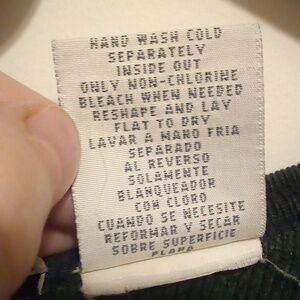 HAND WASH COLD
SEPARATELY
INSIDE OUT
ONLY NON-CHLORINE
BLEACH WHEN NEEDED
RESHAPE AND LAY
FLAT TO DRY
LAVAR A MANO FRIA
SEPARADO
AL REVERSO
SOLAMENTE
BLANQUEADOR
CON CLORO
CUANDO SE NECESITE
REFORMAR Y SECAR
SOBRE SUPERFICIE
PLANA